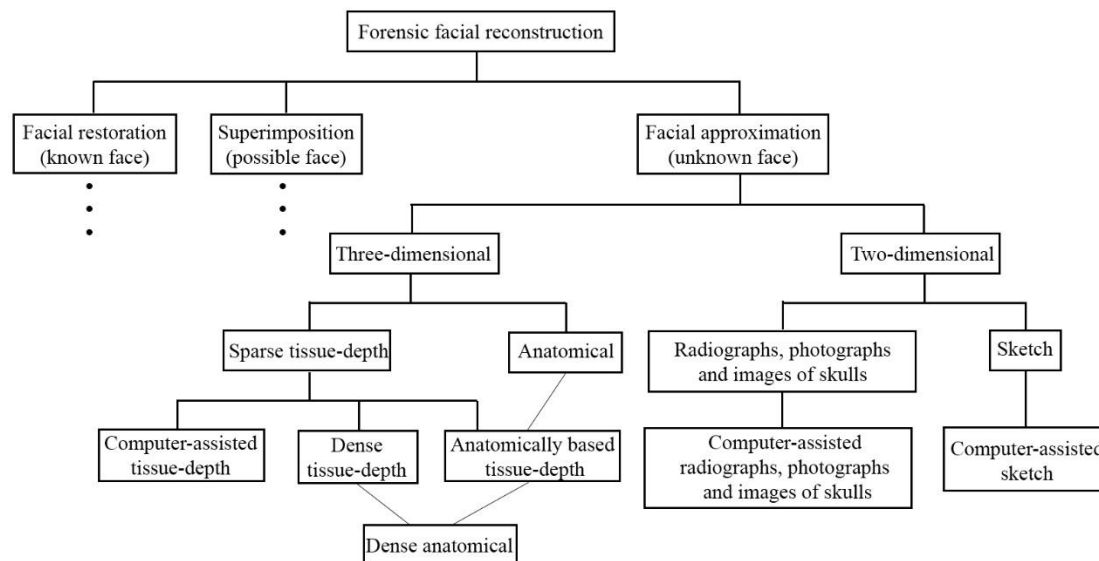 Forensic facial reconstruction
Facial restoration
(known face)
Superimposition
(possible face)
Facial approximation
(unknown face)
Three-dimensional
Two-dimensional
Sparse tissue-depth
Anatomical
Radiographs, photographs
and images of skulls
Sketch
Computer-assisted
tissue-depth
Dense
tissue-depth
Anatomically based
tissue-depth
Computer-assisted
radiographs, photographs
and images of skulls
Computer-assisted
sketch
Dense anatomical